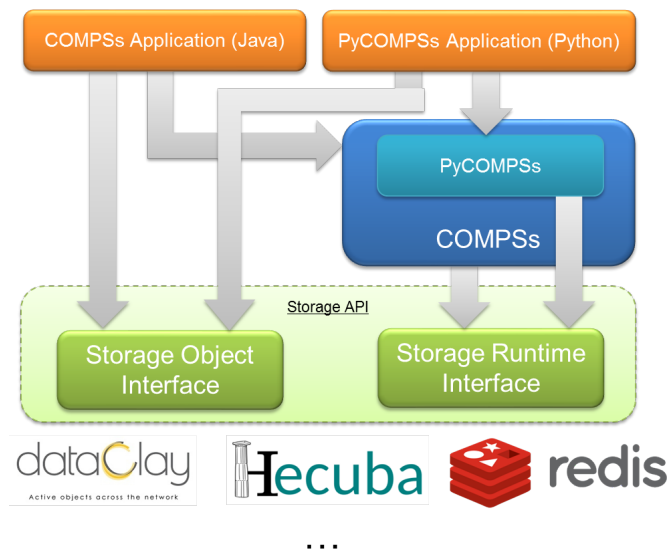 COMPSs Application (Java)
PyCOMPSs Application (Python)
PyCOMPSs
COMPSs
Storage API
Storage Object
Interface
Storage Runtime
Interface
dataClay
Active objects across the network
Hecuba
redis
...